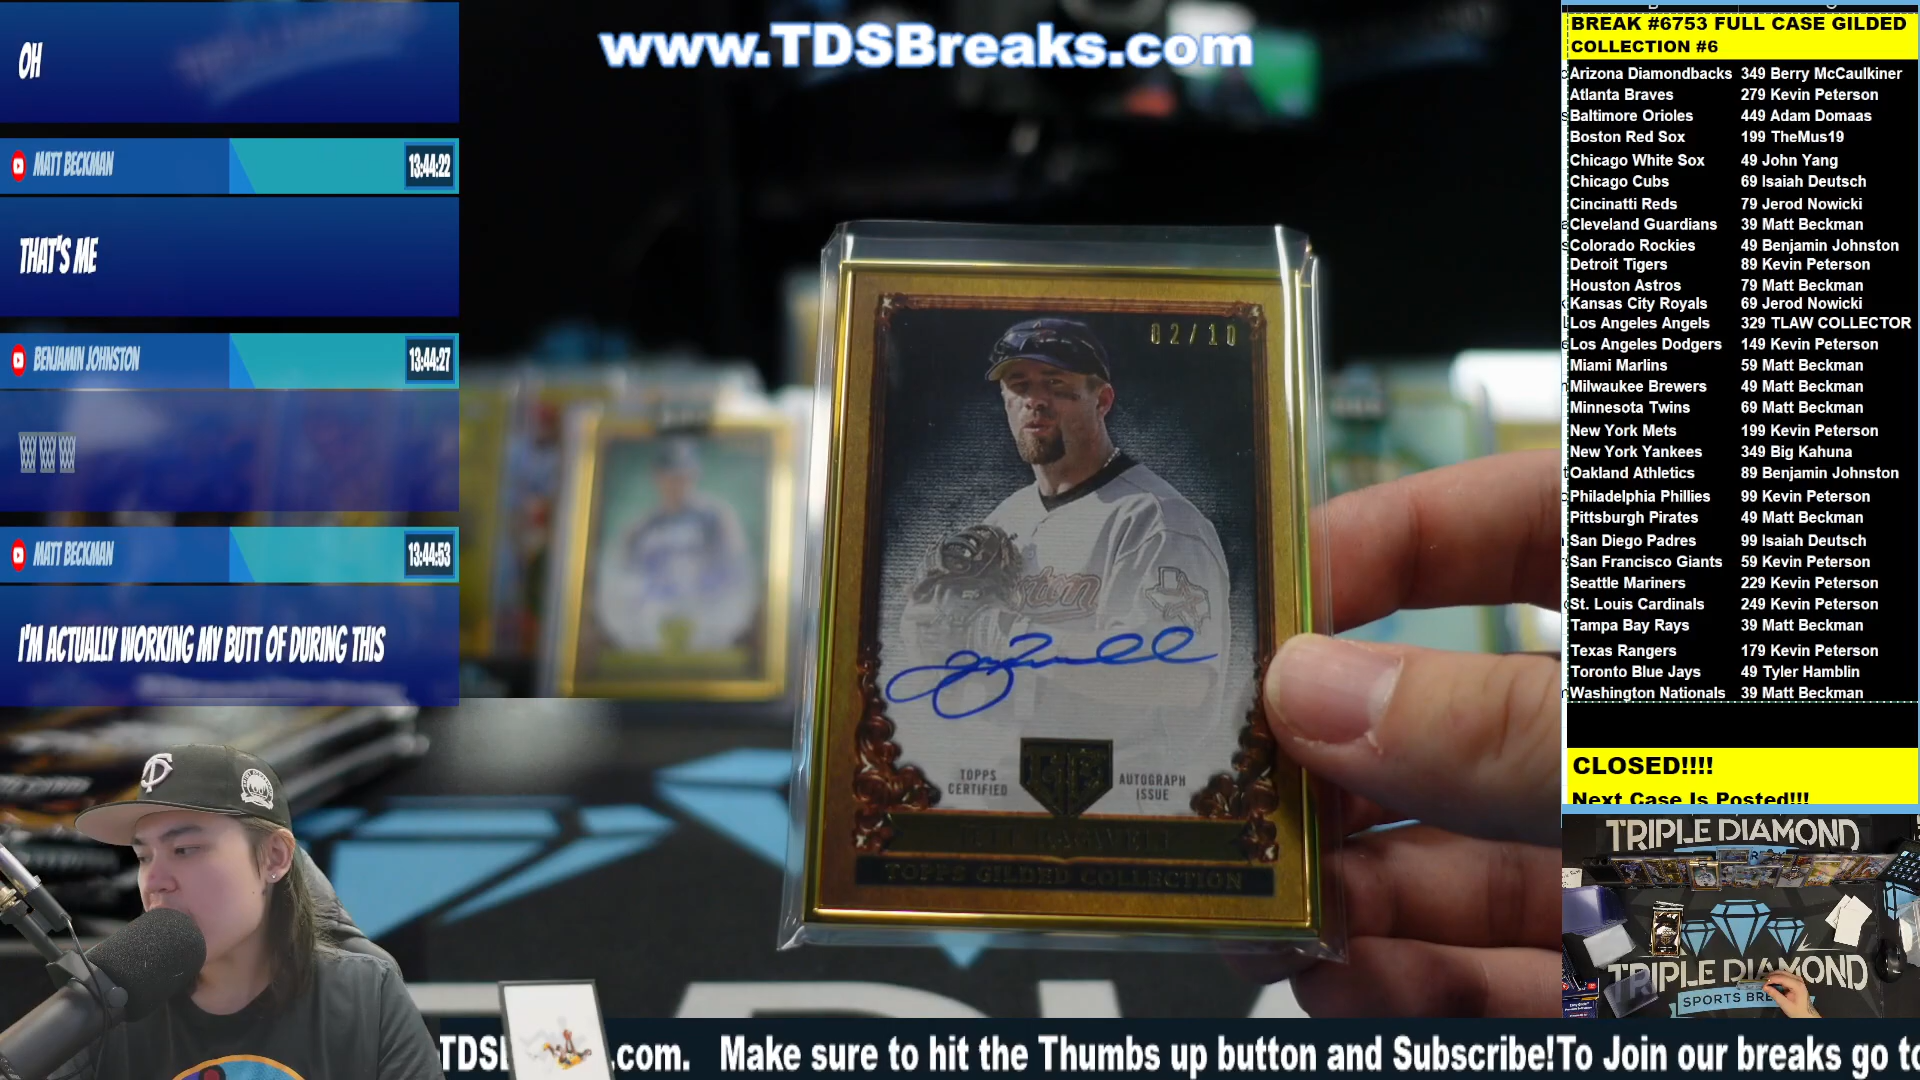 OH
MATT BECKMAN 13:44:22
THAT'S ME
BENJAMIN JOHNSTON 13:44:27
MATT BECKMAN 13:44:53
I'M ACTUALLY WORKING MY BUTT OF DURING THIS
www.TDSBreaks.com
02/10
TOPPS CERTIFIED
AUTOGRAPH ISSUE
TOPPS GILDED COLLECTION
BREAK #6753 FULL CASE GILDED
COLLECTION #6
Arizona Diamondbacks 349 Berry McCaulkiner
Atlanta Braves 279 Kevin Peterson
Baltimore Orioles 449 Adam Domaas
Boston Red Sox 199 TheMus19
Chicago White Sox 49 John Yang
Chicago Cubs 69 Isaiah Deutsch
Cincinatti Reds 79 Jerod Nowicki
Cleveland Guardians 39 Matt Beckman
Colorado Rockies 49 Benjamin Johnston
Detroit Tigers 89 Kevin Peterson
Houston Astros 79 Matt Beckman
Kansas City Royals 69 Jerod Nowicki
Los Angeles Angels 329 TLAW COLLECTOR
Los Angeles Dodgers 149 Kevin Peterson
Miami Marlins 59 Matt Beckman
Milwaukee Brewers 49 Matt Beckman
Minnesota Twins 69 Matt Beckman
New York Mets 199 Kevin Peterson
New York Yankees 349 Big Kahuna
Oakland Athletics 89 Benjamin Johnston
Philadelphia Phillies 99 Kevin Peterson
Pittsburgh Pirates 49 Matt Beckman
San Diego Padres 99 Isaiah Deutsch
San Francisco Giants 59 Kevin Peterson
Seattle Mariners 229 Kevin Peterson
St. Louis Cardinals 249 Kevin Peterson
Tampa Bay Rays 39 Matt Beckman
Texas Rangers 179 Kevin Peterson
Toronto Blue Jays 49 Tyler Hamblin
Washington Nationals 39 Matt Beckman
CLOSED!!!!
Next Case Is Posted!!!
TRIPLE DIAMOND
TRIPLE DIAMOND
.com. Make sure to hit the Thumbs up button and Subscribe!To Join our breaks go to